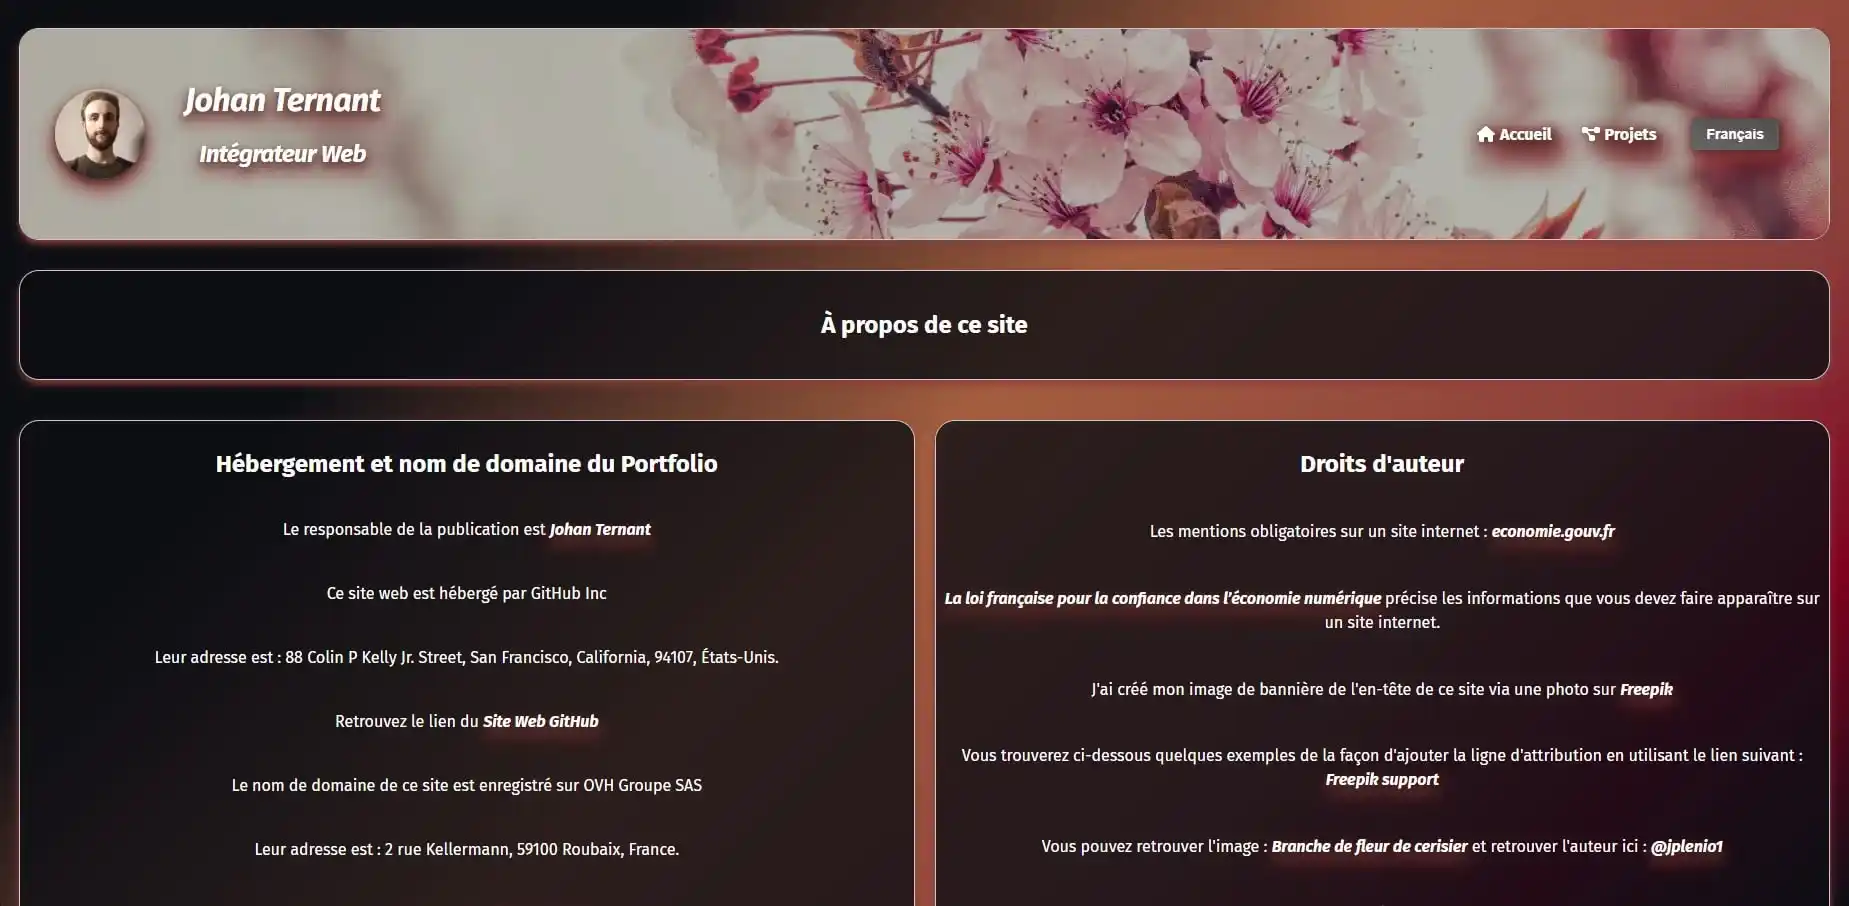 Johan Ternant
Intégrateur Web
Accueil
Projets
Français
À propos de ce site
Hébergement et nom de domaine du Portfolio
Le responsable de la publication est Johan Ternant
Ce site web est hébergé par GitHub Inc
Leur adresse est : 88 Colin P Kelly Jr. Street, San Francisco, California, 94107, États-Unis.
Retrouvez le lien du Site Web GitHub
Le nom de domaine de ce site est enregistré sur OVH Groupe SAS
Leur adresse est : 2 rue Kellermann, 59100 Roubaix, France.
Droits d'auteur
Les mentions obligatoires sur un site internet : economie.gouv.fr
La loi française pour la confiance dans l’économie numérique précise les informations que vous devez faire apparaître sur
un site internet.
J'ai créé mon image de bannière de l'en-tête de ce site via une photo sur Freepik
Vous trouverez ci-dessous quelques exemples de la façon d’ajouter la ligne d'attribution en utilisant le lien suivant :
Freepik support
Vous pouvez retrouver l'image : Branche de fleur de cerisier et retrouver l'auteur ici : @jplenio1